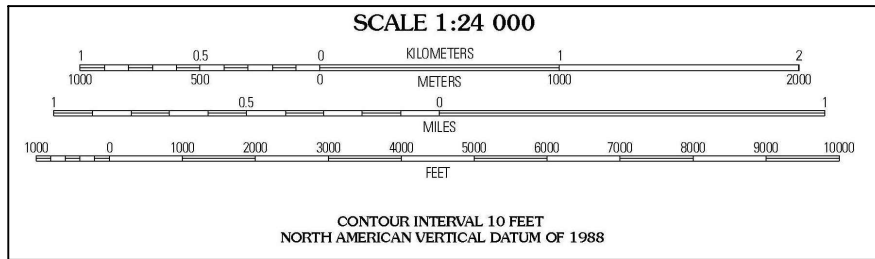 SCALE 1:24 000
1 0.5 0 KILOMETERS 1 2
1000 500 0 METERS 1000 2000
1 0.5 0 1
MILES
1000 0 1000 2000 3000 4000 5000 6000 7000 8000 9000 10000
FEET
CONTOUR INTERVAL 10 FEET
NORTH AMERICAN VERTICAL DATUM OF 1988